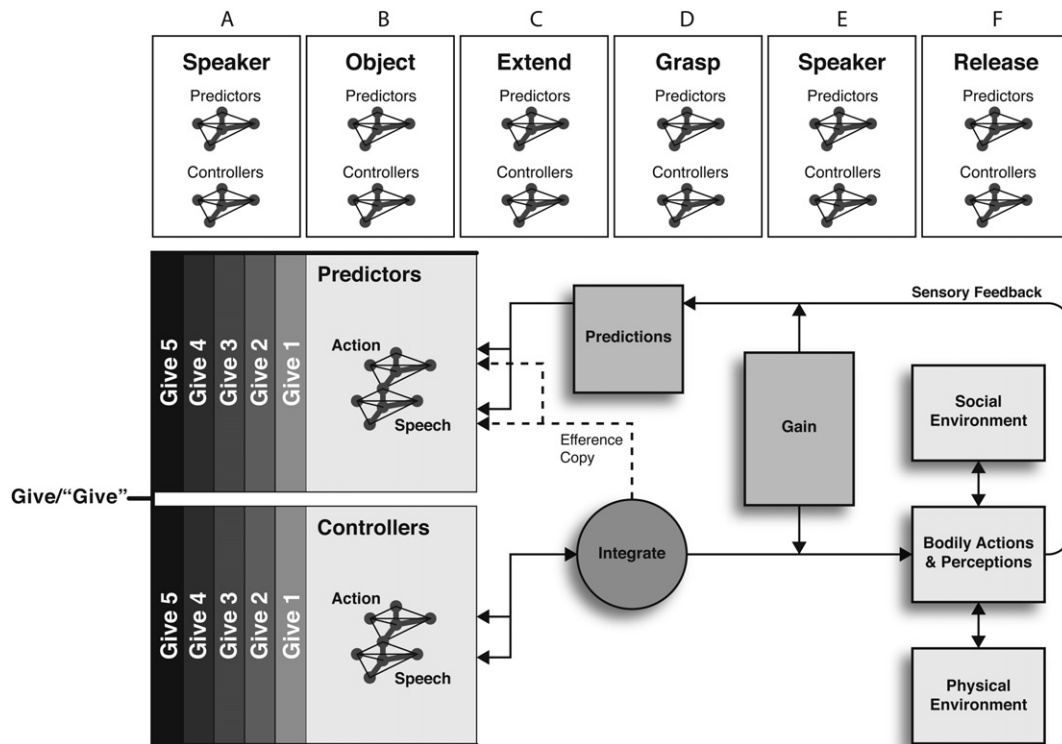 A B C D E F
Speaker Object Extend Grasp Speaker Release
Predictors Predictors Predictors Predictors Predictors Predictors
Controllers Controllers Controllers Controllers Controllers Controllers
Give 5
Give 4
Give 3
Give 2
Give 1
Predictors
Action
Speech
Predictions
Sensory Feedback
Gain
Social
Environment
Efference
Copy
Give/“Give”
Give 5
Give 4
Give 3
Give 2
Give 1
Controllers
Action
Speech
Integrate
Bodily Actions
& Perceptions
Physical
Environment